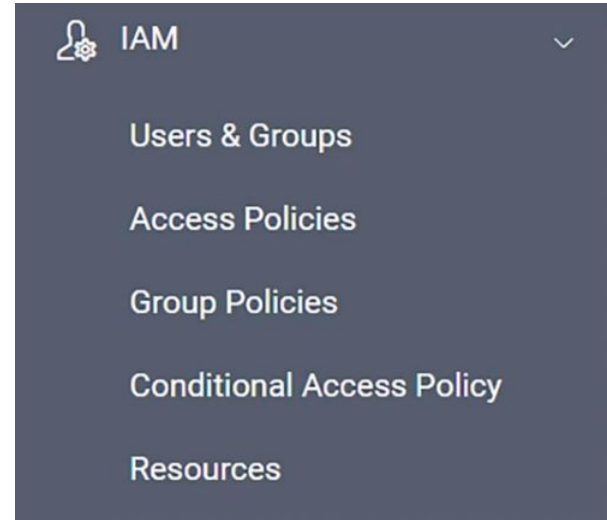 IAM
Users & Groups
Access Policies
Group Policies
Conditional Access Policy
Resources